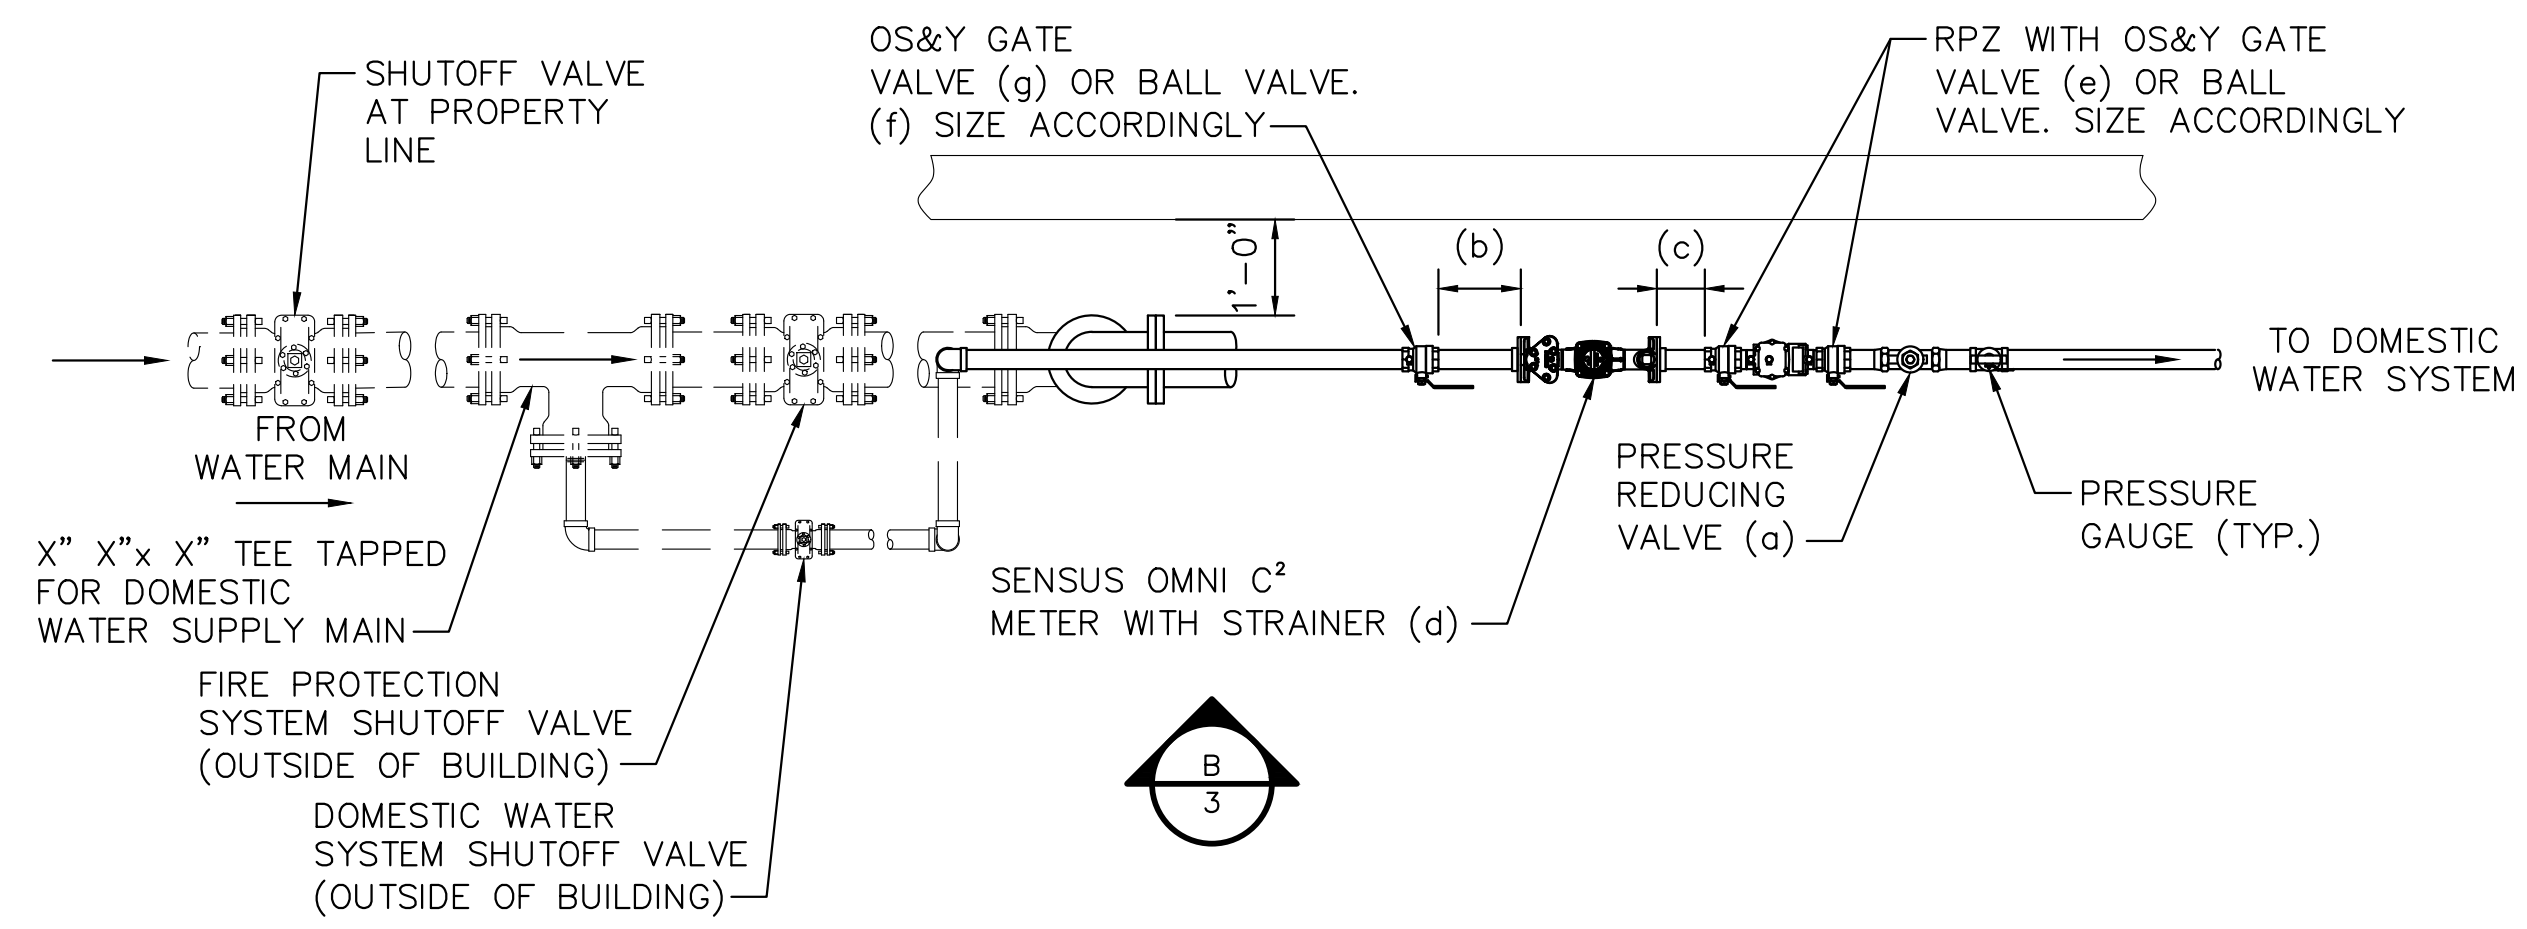 SHUTOFF VALVE
AT PROPERTY
LINE
OS&Y GATE
VALVE (g) OR BALL VALVE.
(f) SIZE ACCORDINGLY
RPZ WITH OS&Y GATE
VALVE (e) OR BALL
VALVE. SIZE ACCORDINGLY
1'-0"
(b)
(c)
TO DOMESTIC
WATER SYSTEM
FROM
WATER MAIN
X" X"x X" TEE TAPPED
FOR DOMESTIC
WATER SUPPLY MAIN
PRESSURE
REDUCING
VALVE (a)
PRESSURE
GAUGE (TYP.)
SENSUS OMNI C²
METER WITH STRAINER (d)
FIRE PROTECTION
SYSTEM SHUTOFF VALVE
(OUTSIDE OF BUILDING)
DOMESTIC WATER
SYSTEM SHUTOFF VALVE
(OUTSIDE OF BUILDING)
B
3